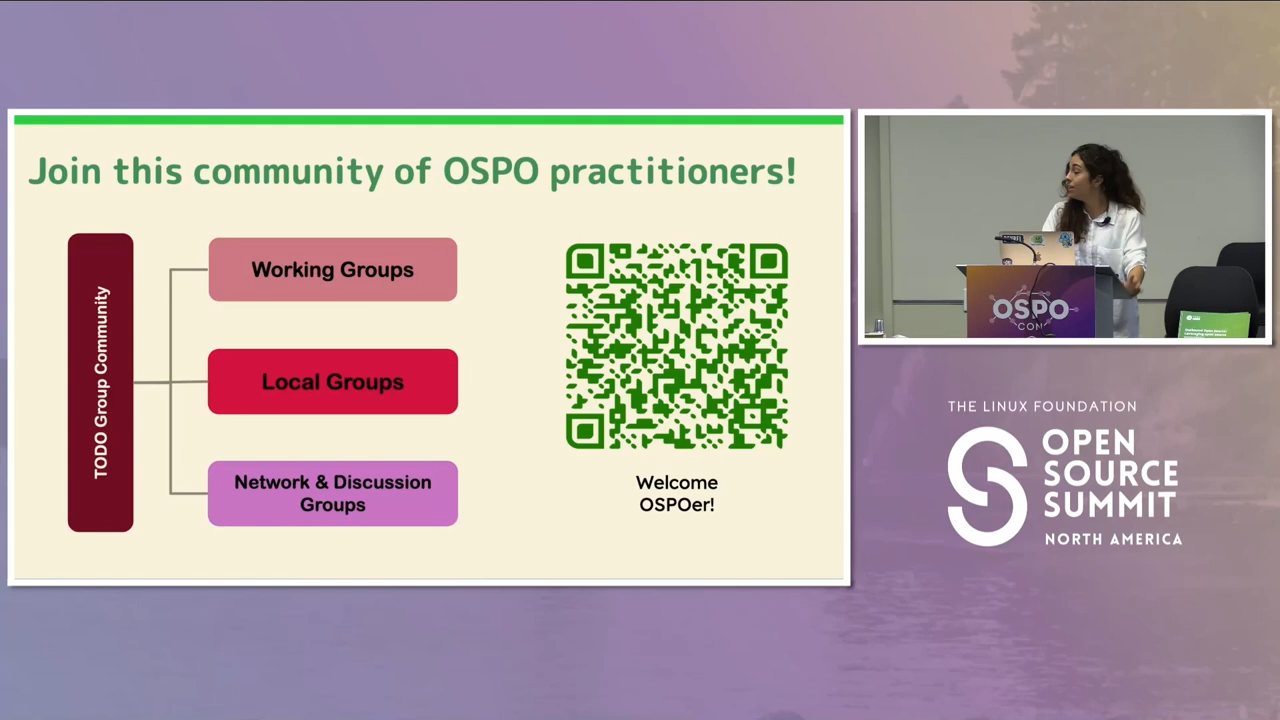 Join this community of OSPO practitioners!
TODO Group Community
Working Groups
Local Groups
Network & Discussion
Groups
Welcome
OSPOer!
OSPO
CON
THE LINUX FOUNDATION
OPEN
SOURCE
SUMMIT
NORTH AMERICA